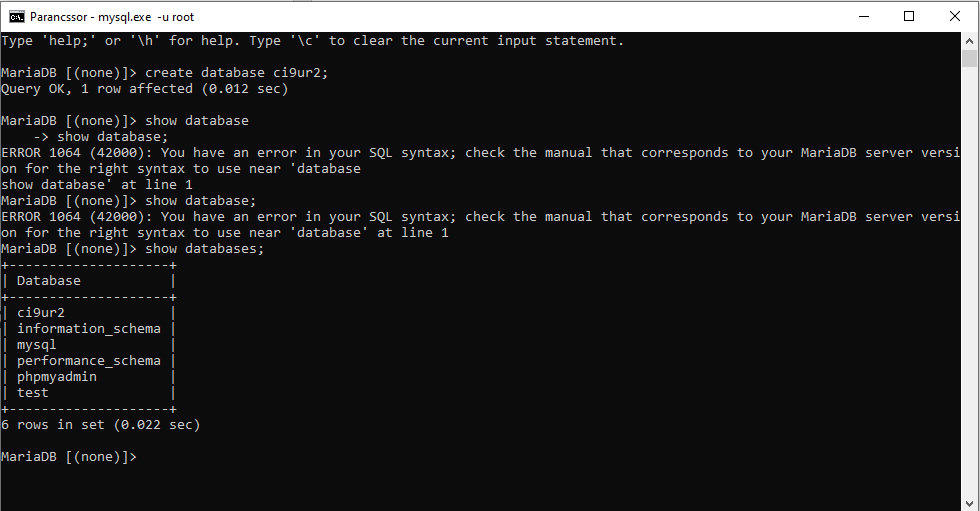 Parancssor - mysql.exe -u root
Type 'help;' or '\h' for help. Type '\c' to clear the current input statement.
MariaDB [(none)]> create database ci9ur2;
Query OK, 1 row affected (0.012 sec)
MariaDB [(none)]> show database
    -> show database;
ERROR 1064 (42000): You have an error in your SQL syntax; check the manual that corresponds to your MariaDB server versi
on for the right syntax to use near 'database
show database' at line 1
MariaDB [(none)]> show database;
ERROR 1064 (42000): You have an error in your SQL syntax; check the manual that corresponds to your MariaDB server versi
on for the right syntax to use near 'database' at line 1
MariaDB [(none)]> show databases;
+--------------------+
| Database           |
+--------------------+
| ci9ur2             |
| information_schema |
| mysql              |
| performance_schema |
| phpmyadmin         |
| test               |
+--------------------+
6 rows in set (0.022 sec)
MariaDB [(none)]>